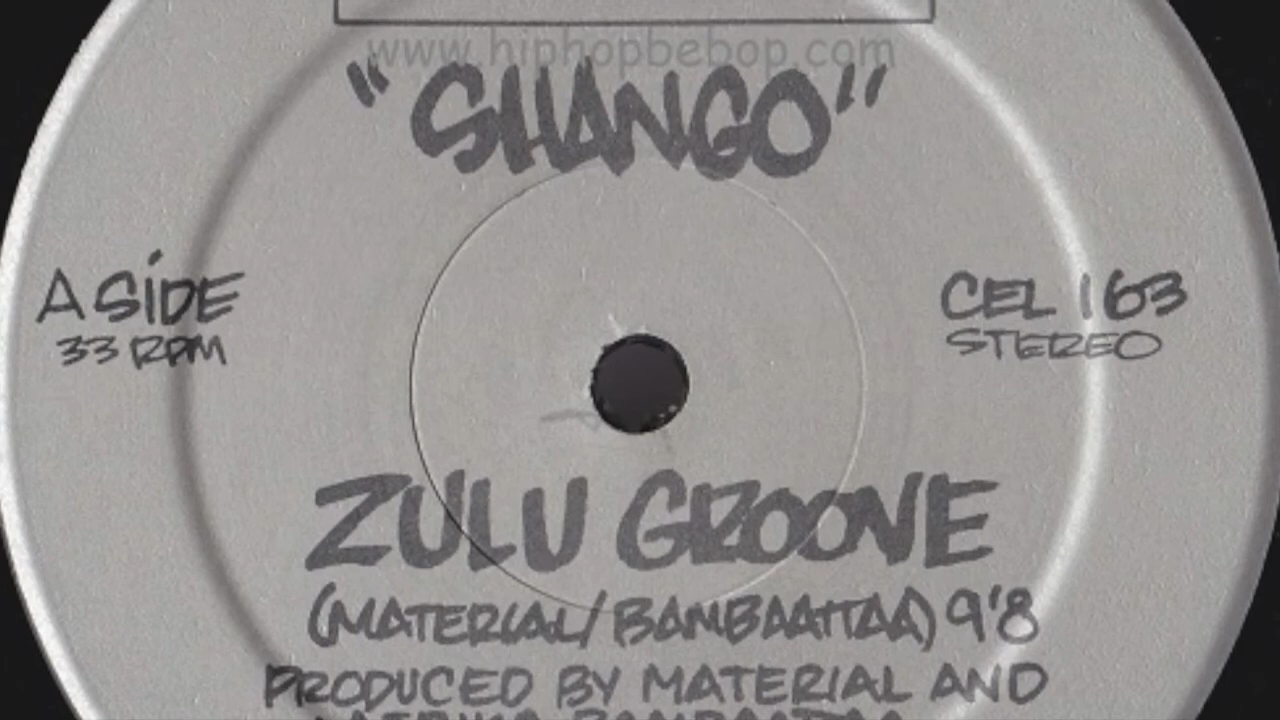 www.hiphopbebop.com
"SHANGO"
A SIDE
33 RPM
CEL 163
STEREO
ZULU GROOVE
(MATERIAL/BAMBAATTAA) 9'8
PRODUCED BY MATERIAL AND